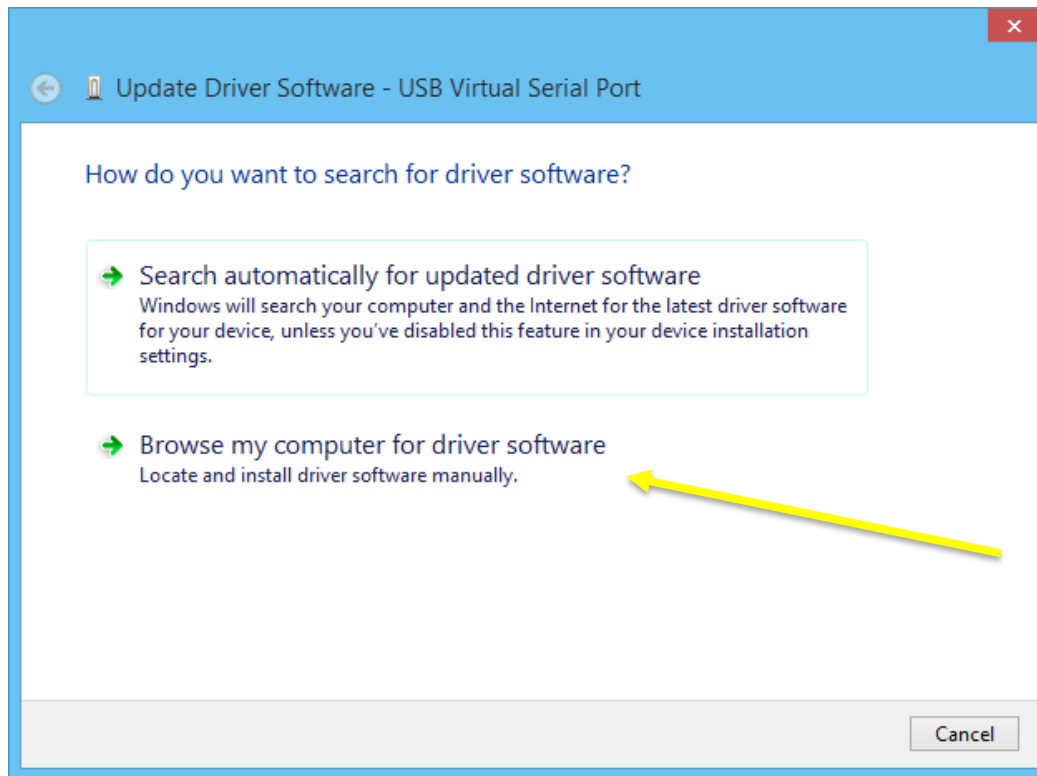 Update Driver Software - USB Virtual Serial Port
How do you want to search for driver software?
Search automatically for updated driver software
Windows will search your computer and the Internet for the latest driver software
for your device, unless you've disabled this feature in your device installation
settings.
Browse my computer for driver software
Locate and install driver software manually.
Cancel